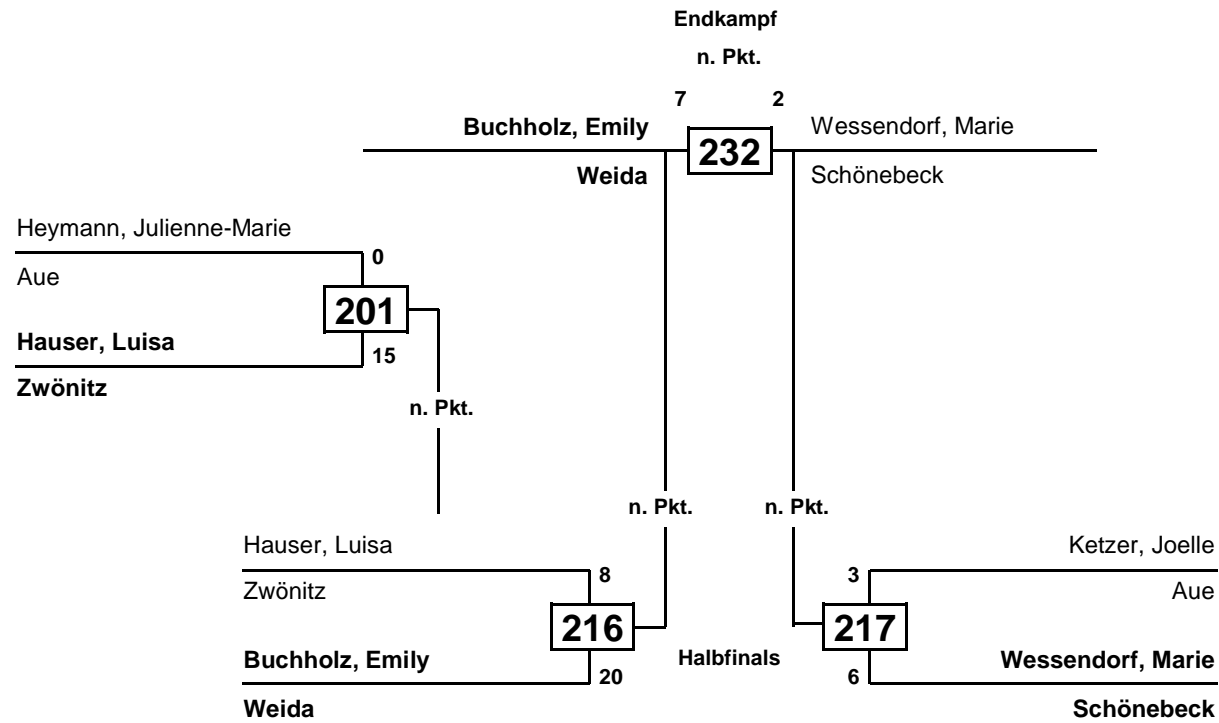 Endkampf
n. Pkt.
7 2
Buchholz, Emily 232 Wessendorf, Marie
Weida Schönebeck
Heymann, Julienne-Marie
0
Aue
201
Hauser, Luisa
15
Zwönitz
n. Pkt.
n. Pkt. n. Pkt.
Hauser, Luisa Ketzer, Joelle
8 3
Zwönitz Aue
216 217
Buchholz, Emily Halbfinals Wessendorf, Marie
20 6
Weida Schönebeck